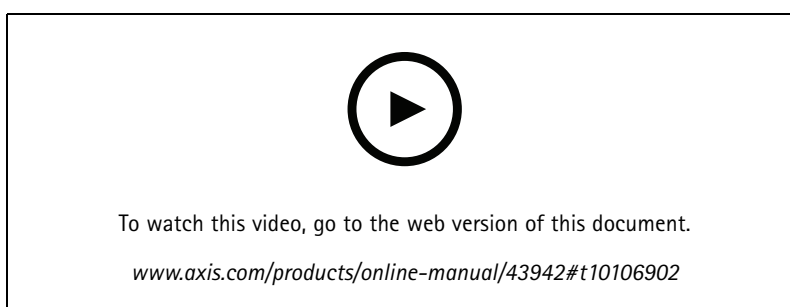 To watch this video, go to the web version of this document.
www.axis.com/products/online-manual/43942#t10106902